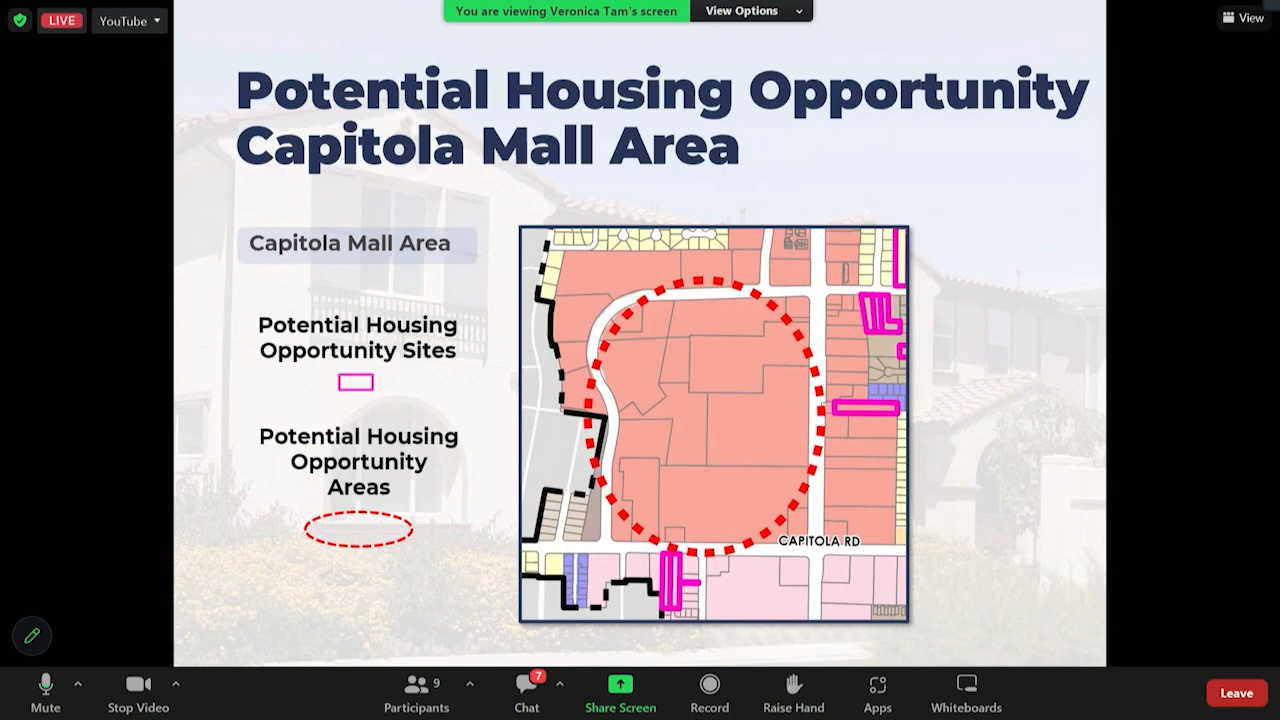 You are viewing Veronica Tam's screen
View Options
LIVE
YouTube
View
Potential Housing Opportunity
Capitola Mall Area
Capitola Mall Area
Potential Housing
Opportunity Sites
Potential Housing
Opportunity
Areas
CAPITOLA RD
Mute
Stop Video
9
Participants
7
Chat
Share Screen
Record
Raise Hand
Apps
Whiteboards
Leave